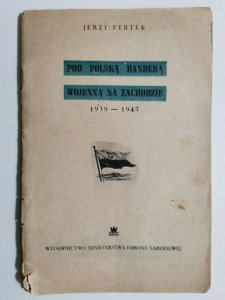 JERZY PERTEK
POD POLSKĄ BANDERĄ
WOJENNĄ NA ZACHODZIE
1939 — 1945
WYDAWNICTWO MINISTERSTWA OBRONY NARODOWEJ